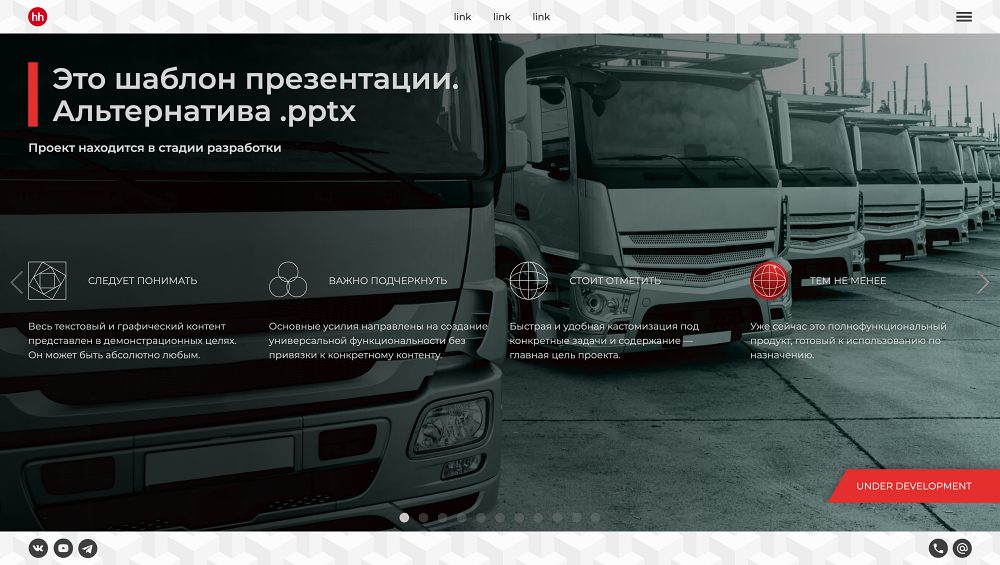 hh
link link link
Это шаблон презентации.
Альтернатива .pptx
Проект находится в стадии разработки
СЛЕДУЕТ ПОНИМАТЬ
Весь текстовый и графический контент
представлен в демонстрационных целях.
Он может быть абсолютно любым.
ВАЖНО ПОДЧЕРКНУТЬ
Основные усилия направлены на создание
универсальной функциональности без
привязки к конкретному контенту.
СТОИТ ОТМЕТИТЬ
Быстрая и удобная кастомизация под
конкретные задачи и содержание —
главная цель проекта.
ТЕМ НЕ МЕНЕЕ
Уже сейчас это полнофункциональный
продукт, готовый к использованию по
назначению.
UNDER DEVELOPMENT